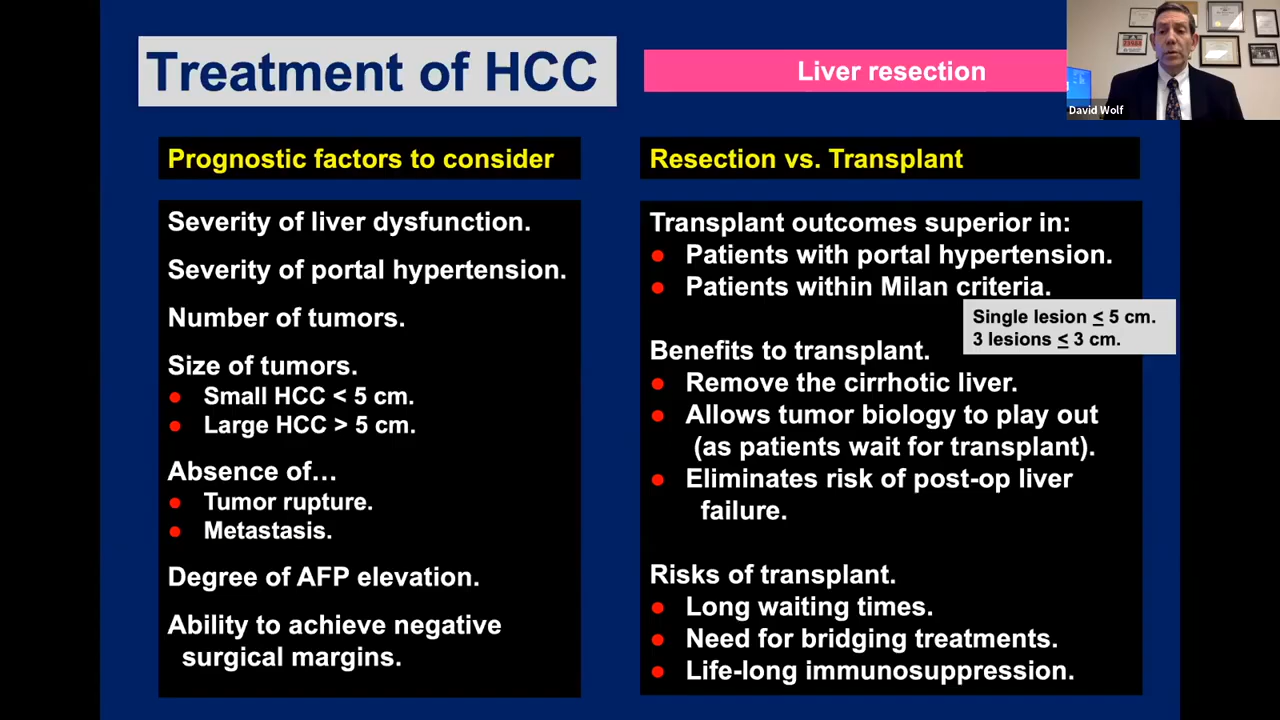 Treatment of HCC
Liver resection
David Wolf
Prognostic factors to consider
Severity of liver dysfunction.
Severity of portal hypertension.
Number of tumors.
Size of tumors.
● Small HCC < 5 cm.
● Large HCC > 5 cm.
Absence of…
● Tumor rupture.
● Metastasis.
Degree of AFP elevation.
Ability to achieve negative
surgical margins.
Resection vs. Transplant
Transplant outcomes superior in:
● Patients with portal hypertension.
● Patients within Milan criteria.
Single lesion ≤ 5 cm.
3 lesions ≤ 3 cm.
Benefits to transplant.
● Remove the cirrhotic liver.
● Allows tumor biology to play out
(as patients wait for transplant).
● Eliminates risk of post-op liver
failure.
Risks of transplant.
● Long waiting times.
● Need for bridging treatments.
● Life-long immunosuppression.